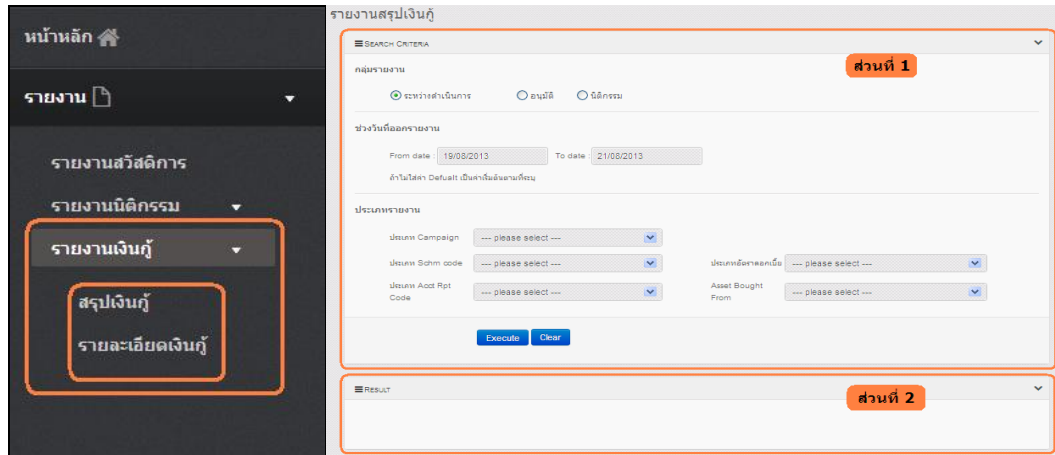 หน้าหลัก
รายงาน
รายงานสวัสดิการ
รายงานนิติกรรม
รายงานเงินกู้
สรุปเงินกู้
รายละเอียดเงินกู้
รายงานสรุปเงินกู้
SEARCH CRITERIA
ส่วนที่ 1
กลุ่มรายงาน
ระหว่างดำเนินการ อนุมัติ นิติกรรม
ช่วงวันที่ออกรายงาน
From date : 19/08/2013 To date : 21/08/2013
ถ้าไม่ใส่ค่า Defualt เป็นค่าเริ่มต้นตามที่ระบุ
ประเภทรายงาน
ประเภท Campaign --- please select ---
ประเภท Schm code --- please select --- ประเภทอัตราดอกเบี้ย --- please select ---
ประเภท Acct Rpt Code --- please select --- Asset Bought From --- please select ---
Execute Clear
RESULT
ส่วนที่ 2